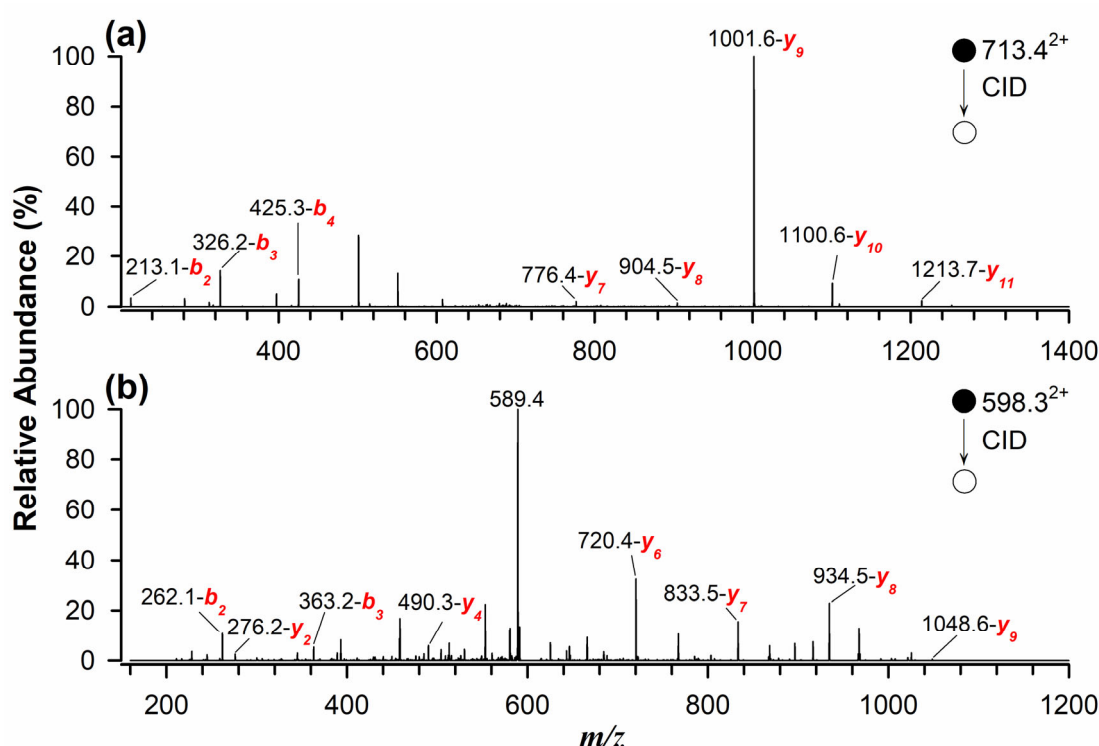 (a)
1001.6-y9
713.4²⁺
CID
425.3-b4
326.2-b3
213.1-b2
776.4-y7
904.5-y8
1100.6-y10
1213.7-y11
100
80
60
40
20
0
400 600 800 1000 1200 1400
Relative Abundance (%)
(b)
589.4
598.3²⁺
CID
720.4-y6
262.1-b2
276.2-y2
363.2-b3
490.3-y4
833.5-y7
934.5-y8
1048.6-y9
100
80
60
40
20
0
200 400 600 800 1000 1200
m/z